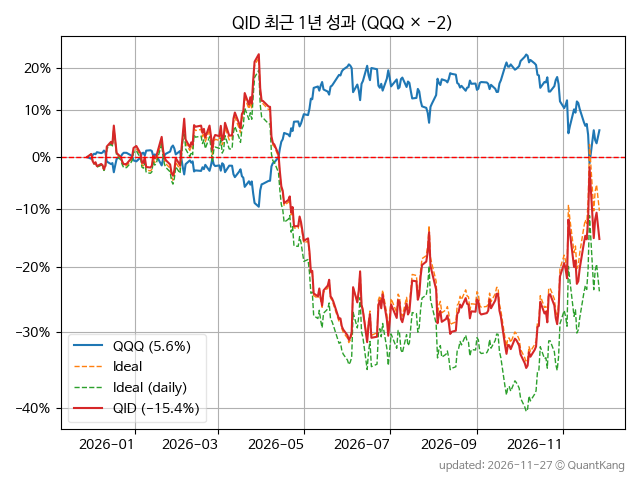 QID 최근 1년 성과 (QQQ × −2)
20%
10%
0%
−10%
−20%
−30%
−40%
QQQ (5.6%)
Ideal
Ideal (daily)
QID (−15.4%)
2026-01
2026-03
2026-05
2026-07
2026-09
2026-11
updated: 2026-11-27 © QuantKang